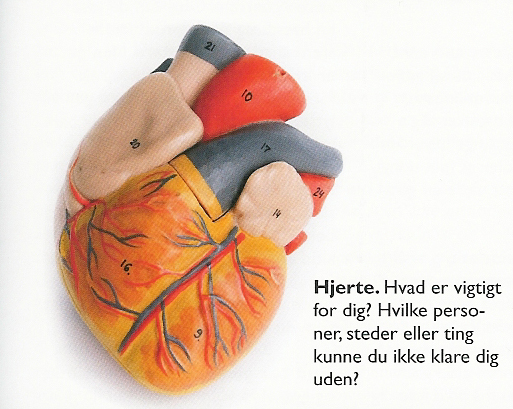 21
10
20
17
24
14
16.
9.
Hjerte. Hvad er vigtigt
for dig? Hvilke perso-
ner, steder eller ting
kunne du ikke klare dig
uden?